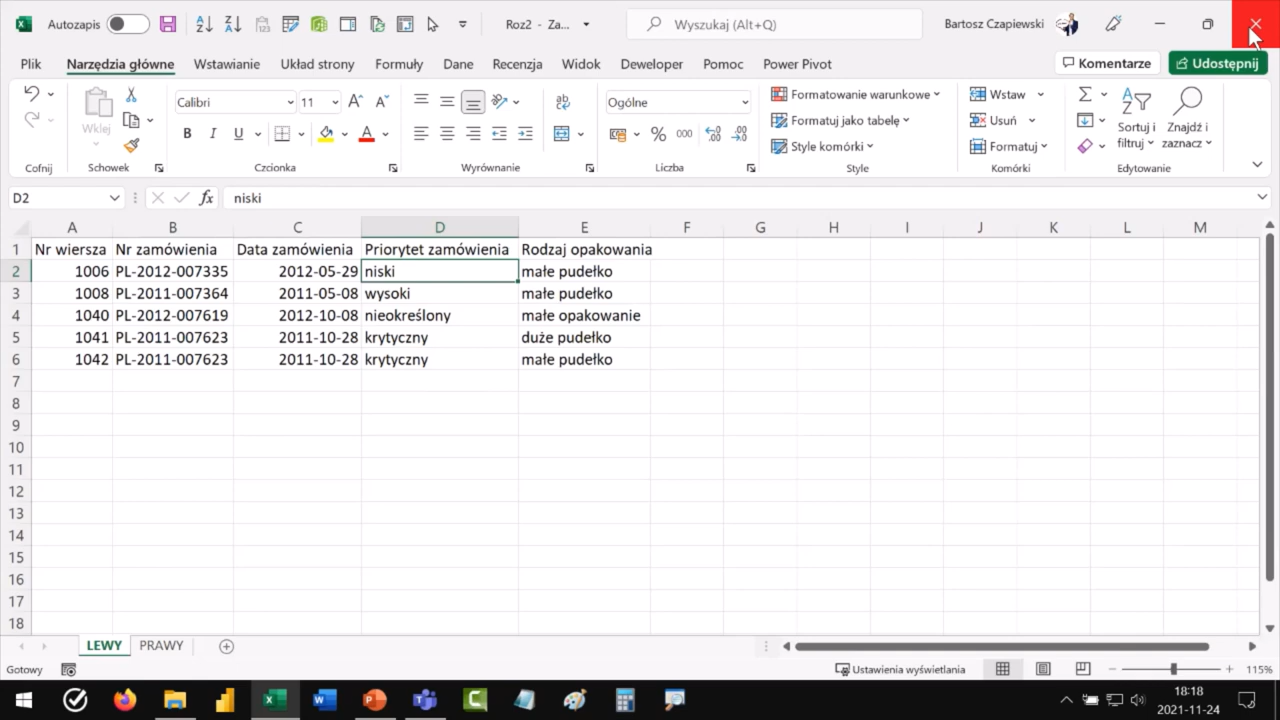 Autozapis
Roz2 - Za...
Wyszukaj (Alt+Q)
Bartosz Czapiewski
Plik
Narzędzia główne
Wstawianie
Układ strony
Formuły
Dane
Recenzja
Widok
Deweloper
Pomoc
Power Pivot
Komentarze
Udostępnij
Cofnij
Wklej
Schowek
Calibri
11
B I U
Czcionka
Wyrównanie
Ogólne
Liczba
Formatowanie warunkowe
Formatuj jako tabelę
Style komórki
Style
Wstaw
Usuń
Formatuj
Komórki
Sortuj i
filtruj
Znajdź i
zaznacz
Edytowanie
D2
fx
niski
A B C D E F G H I J K L M
1 Nr wiersza Nr zamówienia Data zamówienia Priorytet zamówienia Rodzaj opakowania
2 1006 PL-2012-007335 2012-05-29 niski małe pudełko
3 1008 PL-2011-007364 2011-05-08 wysoki małe pudełko
4 1040 PL-2012-007619 2012-10-08 nieokreślony małe opakowanie
5 1041 PL-2011-007623 2011-10-28 krytyczny duże pudełko
6 1042 PL-2011-007623 2011-10-28 krytyczny małe pudełko
7
8
9
10
11
12
13
14
15
16
17
18
LEWY PRAWY
Gotowy
Ustawienia wyświetlania
115%
18:18
2021-11-24